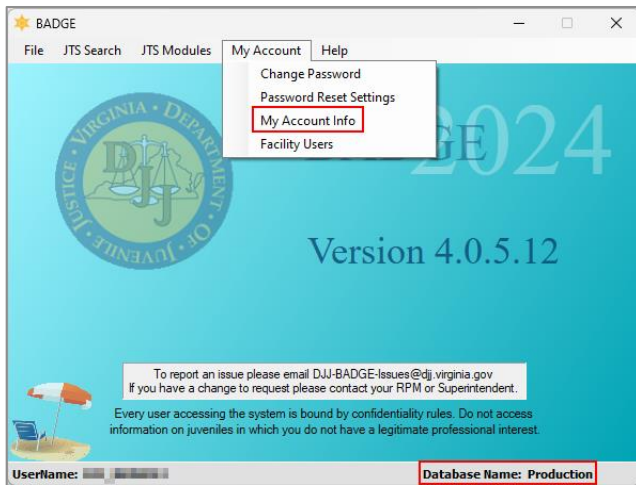 BADGE
File JTS Search JTS Modules My Account Help
Change Password
Password Reset Settings
My Account Info
Facility Users
VIRGINIA • DEPARTMENT • OF JUVENILE • JUSTICE •
DJJ
BADGE 2024
Version 4.0.5.12
To report an issue please email DJJ-BADGE-Issues@djj.virginia.gov
If you have a change to request please contact your RPM or Superintendent.
Every user accessing the system is bound by confidentiality rules. Do not access
information on juveniles in which you do not have a legitimate professional interest.
UserName:
Database Name: Production